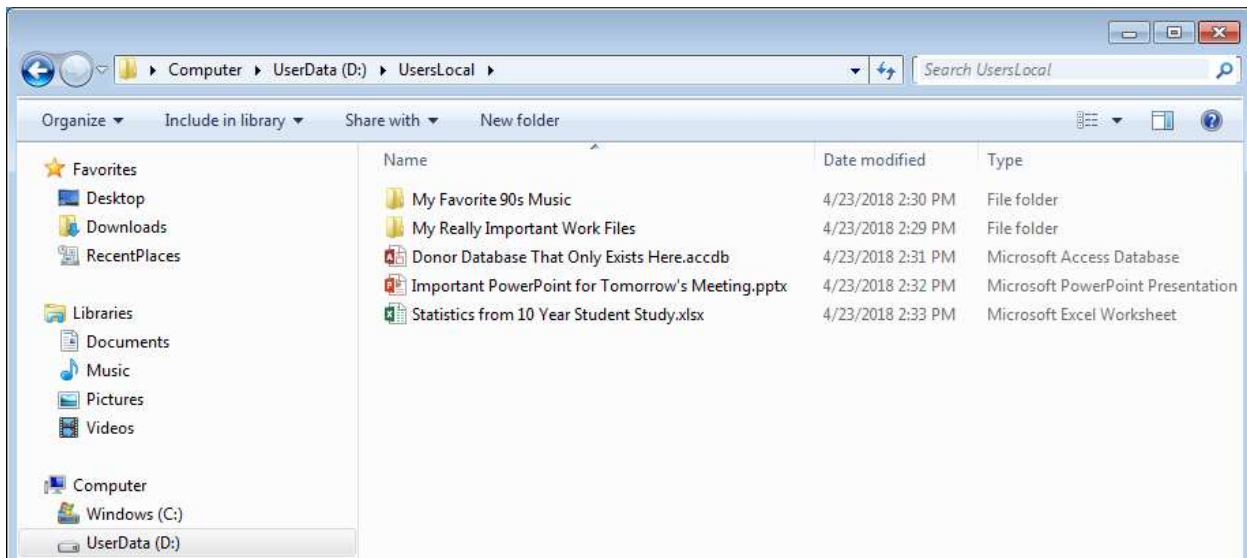 Computer UserData (D:) UsersLocal Search UsersLocal
Organize Include in library Share with New folder
Favorites
Desktop
Downloads
RecentPlaces
Libraries
Documents
Music
Pictures
Videos
Computer
Windows (C:)
UserData (D:)
Name Date modified Type
My Favorite 90s Music 4/23/2018 2:30 PM File folder
My Really Important Work Files 4/23/2018 2:29 PM File folder
Donor Database That Only Exists Here.accdb 4/23/2018 2:31 PM Microsoft Access Database
Important PowerPoint for Tomorrow's Meeting.pptx 4/23/2018 2:32 PM Microsoft PowerPoint Presentation
Statistics from 10 Year Student Study.xlsx 4/23/2018 2:33 PM Microsoft Excel Worksheet